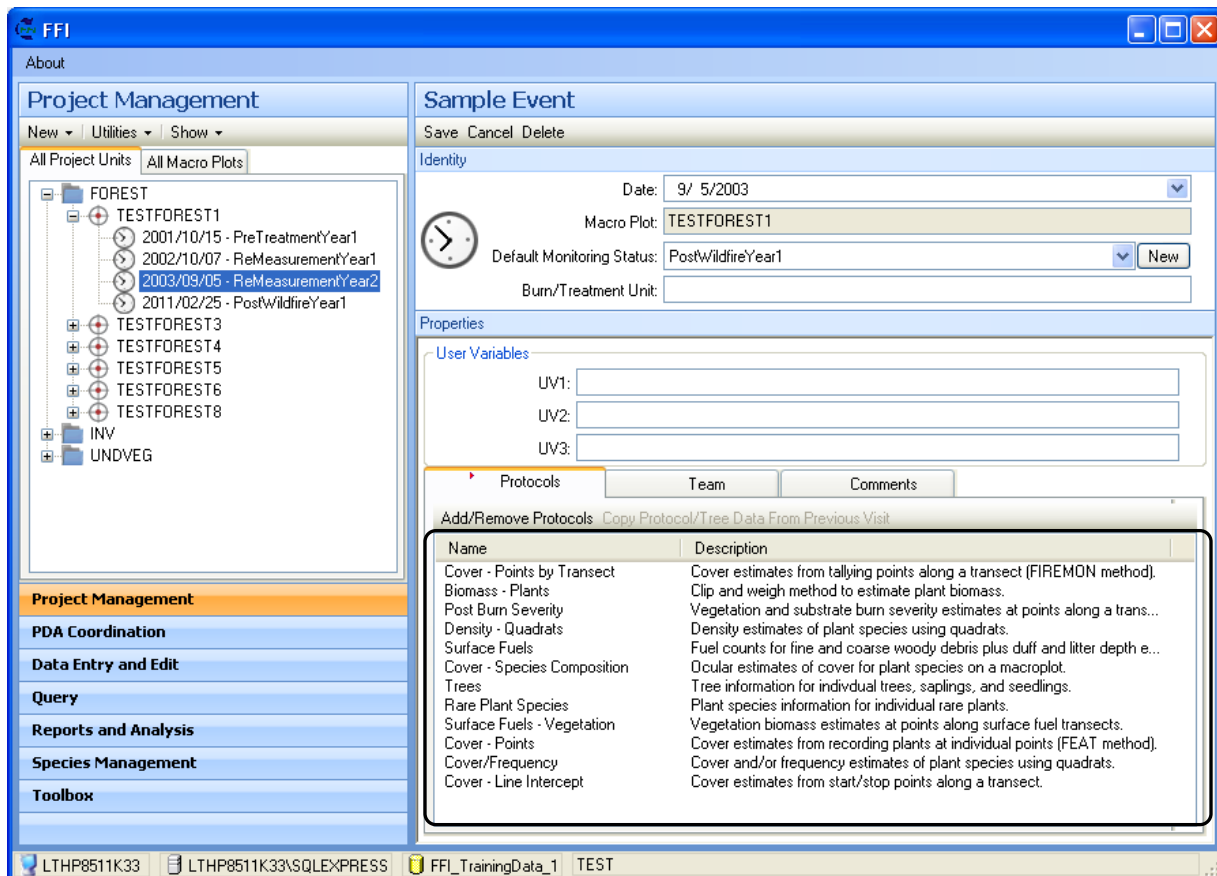 FFI
About
Project Management
New Utilities Show
All Project Units All Macro Plots
FOREST
TESTFOREST1
2001/10/15 - PreTreatmentYear1
2002/10/07 - ReMeasurementYear1
2003/09/05 - ReMeasurementYear2
2011/02/25 - PostWildfireYear1
TESTFOREST3
TESTFOREST4
TESTFOREST5
TESTFOREST6
TESTFOREST8
INV
UNDVEG
Project Management
PDA Coordination
Data Entry and Edit
Query
Reports and Analysis
Species Management
Toolbox
Sample Event
Save Cancel Delete
Identity
Date: 9/ 5/2003
Macro Plot: TESTFOREST1
Default Monitoring Status: PostWildfireYear1 New
Burn/Treatment Unit:
Properties
User Variables
UV1:
UV2:
UV3:
Protocols Team Comments
Add/Remove Protocols Copy Protocol/Tree Data From Previous Visit
Name Description
Cover - Points by Transect Cover estimates from tallying points along a transect (FIREMON method).
Biomass - Plants Clip and weigh method to estimate plant biomass.
Post Burn Severity Vegetation and substrate burn severity estimates at points along a trans...
Density - Quadrats Density estimates of plant species using quadrats.
Surface Fuels Fuel counts for fine and coarse woody debris plus duff and litter depth e...
Cover - Species Composition Ocular estimates of cover for plant species on a macroplot.
Trees Tree information for indivdual trees, saplings, and seedlings.
Rare Plant Species Plant species information for individual rare plants.
Surface Fuels - Vegetation Vegetation biomass estimates at points along surface fuel transects.
Cover - Points Cover estimates from recording plants at individual points (FEAT method).
Cover/Frequency Cover and/or frequency estimates of plant species using quadrats.
Cover - Line Intercept Cover estimates from start/stop points along a transect.
LTHP8511K33 LTHP8511K33\SQLEXPRESS FFI_TrainingData_1 TEST